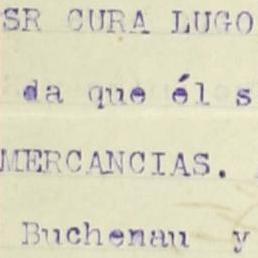 SR CURA LUGO
da que él s
MERCANCIAS.
Buchenau y